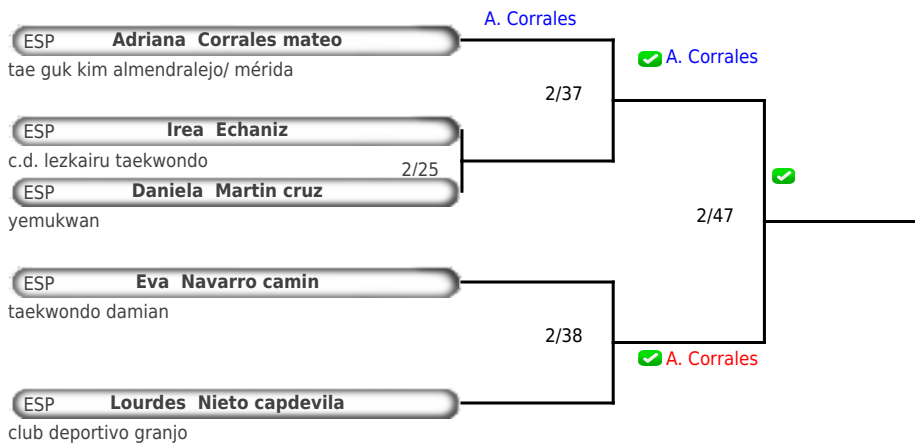 A. Corrales
ESP Adriana Corrales mateo
tae guk kim almendralejo/ mérida
A. Corrales
2/37
ESP Irea Echaniz
c.d. lezkairu taekwondo
2/25
ESP Daniela Martin cruz
yemukwan
2/47
ESP Eva Navarro camin
taekwondo damian
2/38
A. Corrales
ESP Lourdes Nieto capdevila
club deportivo granjo